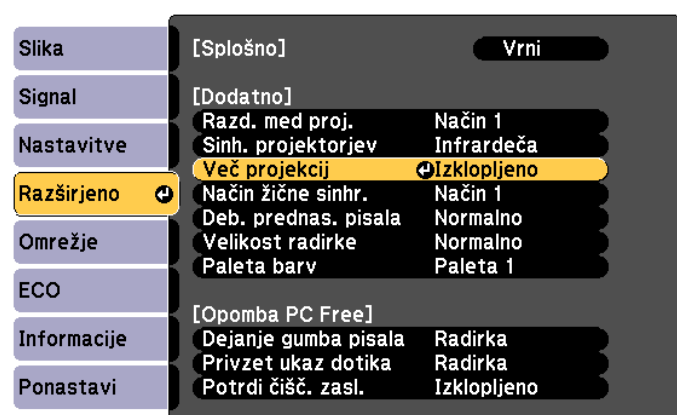 Slika
Signal
Nastavitve
Razširjeno
Omrežje
ECO
Informacije
Ponastavi
[Splošno] Vrni
[Dodatno]
Razd. med proj. Način 1
Sinh. projektorjev Infrardeča
Več projekcij Izklopljeno
Način žične sinhr. Način 1
Deb. prednas. pisala Normalno
Velikost radirke Normalno
Paleta barv Paleta 1
[Opomba PC Free]
Dejanje gumba pisala Radirka
Privzet ukaz dotika Radirka
Potrdi čišč. zasl. Izklopljeno